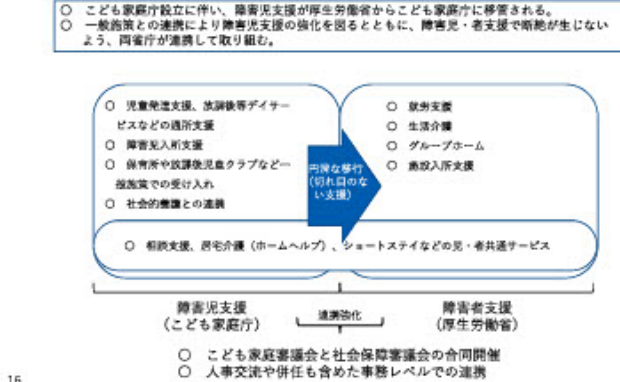 ○ こども家庭庁設立に伴い、障害児支援が厚生労働省からこども家庭庁に移管される。
○ 一般施策との連携により障害児支援の強化を図るとともに、障害児・者支援で断絶が生じない
よう、両省庁が連携して取り組む。
○ 児童発達支援、放課後等デイサー
ビスなどの通所支援
○ 障害児入所支援
○ 保育所や放課後児童クラブなど一
般施策での受け入れ
○ 社会的養護との連携
円滑な移行
(切れ目のな
い支援)
○ 就労支援
○ 生活介護
○ グループホーム
○ 施設入所支援
○ 相談支援、居宅介護（ホームヘルプ）、ショートステイなどの児・者共通サービス
障害児支援
（こども家庭庁）
連携強化
障害者支援
（厚生労働省）
○ こども家庭審議会と社会保障審議会の合同開催
○ 人事交流や併任も含めた事務レベルでの連携
16